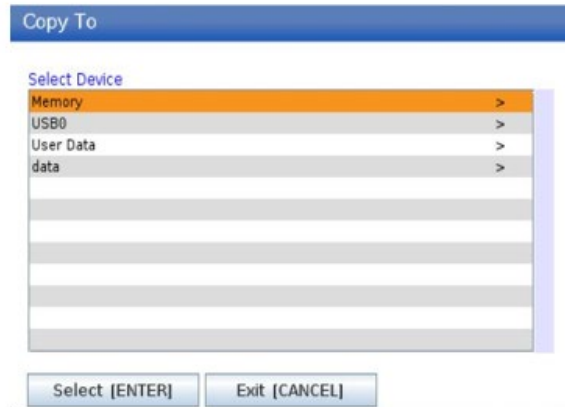 Copy To
Select Device
Memory >
USB0 >
User Data >
data >
Select [ENTER] Exit [CANCEL]